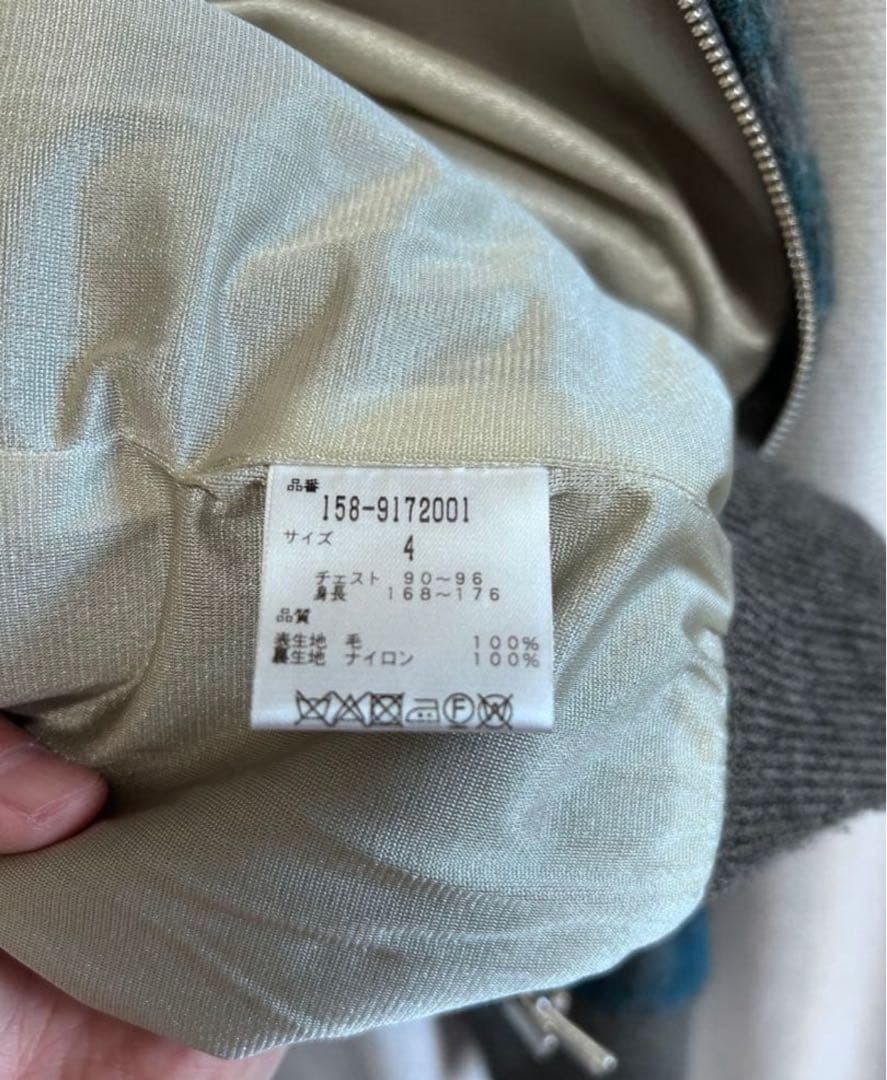 品番
158-9172001
サイズ
4
チェスト 90～96
身長 168～176
品質
表生地 毛 100%
裏生地 ナイロン 100%
F W